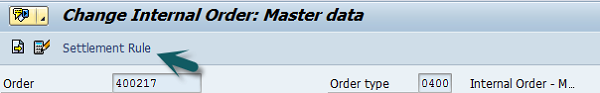 Change Internal Order: Master data
Settlement Rule
Order 400217 Order type 0400 Internal Order - M...